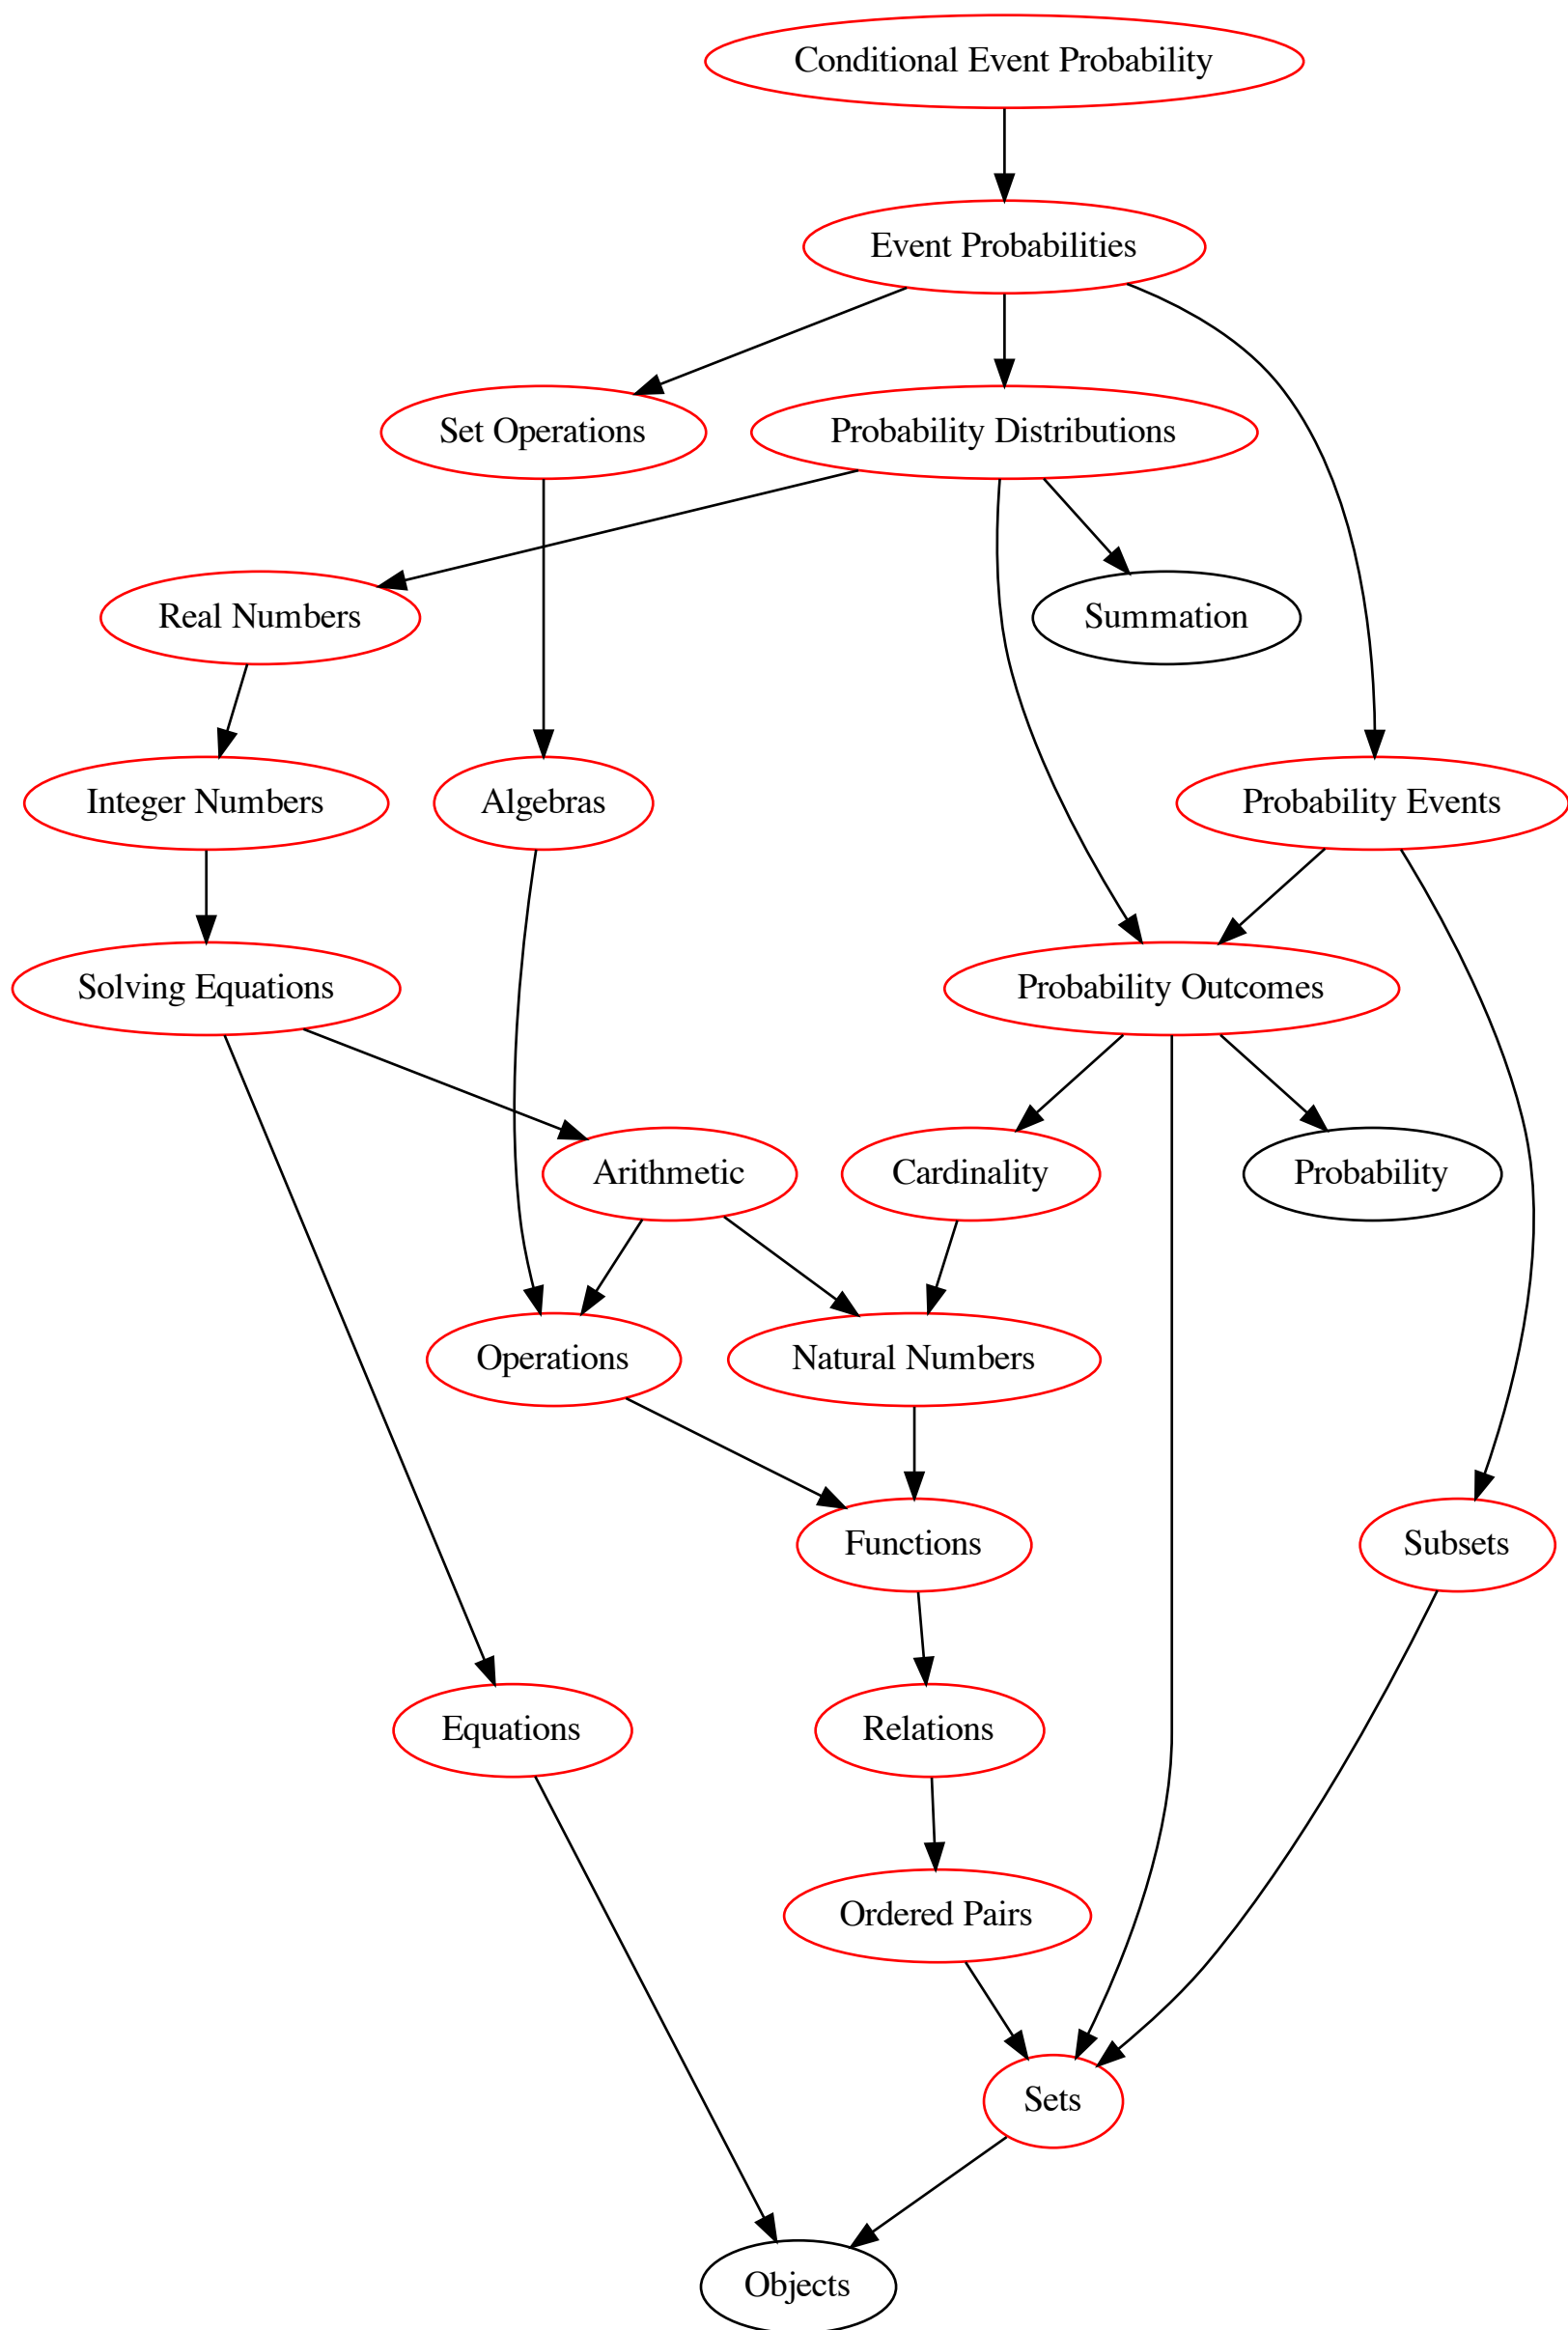 Conditional Event Probability
Event Probabilities
Set Operations
Probability Distributions
Real Numbers
Summation
Integer Numbers
Algebras
Probability Events
Solving Equations
Probability Outcomes
Arithmetic
Cardinality
Probability
Operations
Natural Numbers
Functions
Subsets
Equations
Relations
Ordered Pairs
Sets
Objects